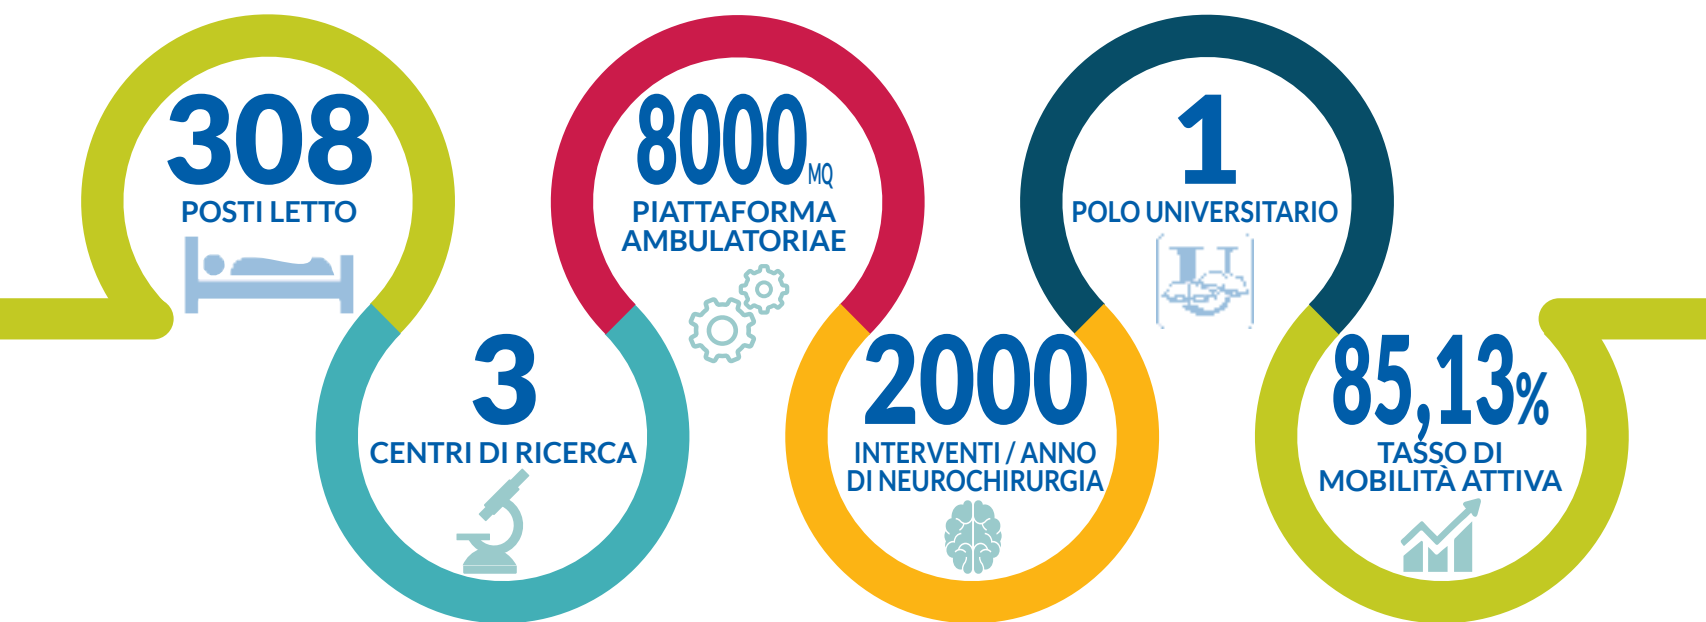 308
POSTI LETTO
3
CENTRI DI RICERCA
8000 MQ
PIATTAFORMA
AMBULATORIAE
2000
INTERVENTI / ANNO
DI NEUROCHIRURGIA
1
POLO UNIVERSITARIO
85,13%
TASSO DI
MOBILITÀ ATTIVA